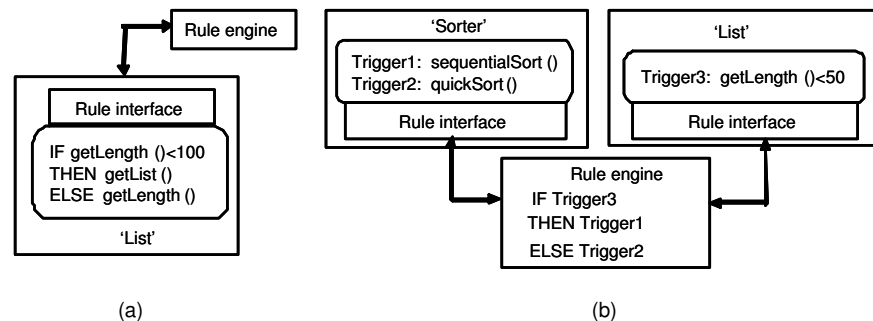 Rule engine
Rule interface
IF getLength ()<100
THEN getList ()
ELSE getLength ()
‘List’
(a)
‘Sorter’
Trigger1: sequentialSort ()
Trigger2: quickSort ()
Rule interface
‘List’
Trigger3: getLength ()<50
Rule interface
Rule engine
IF Trigger3
THEN Trigger1
ELSE Trigger2
(b)